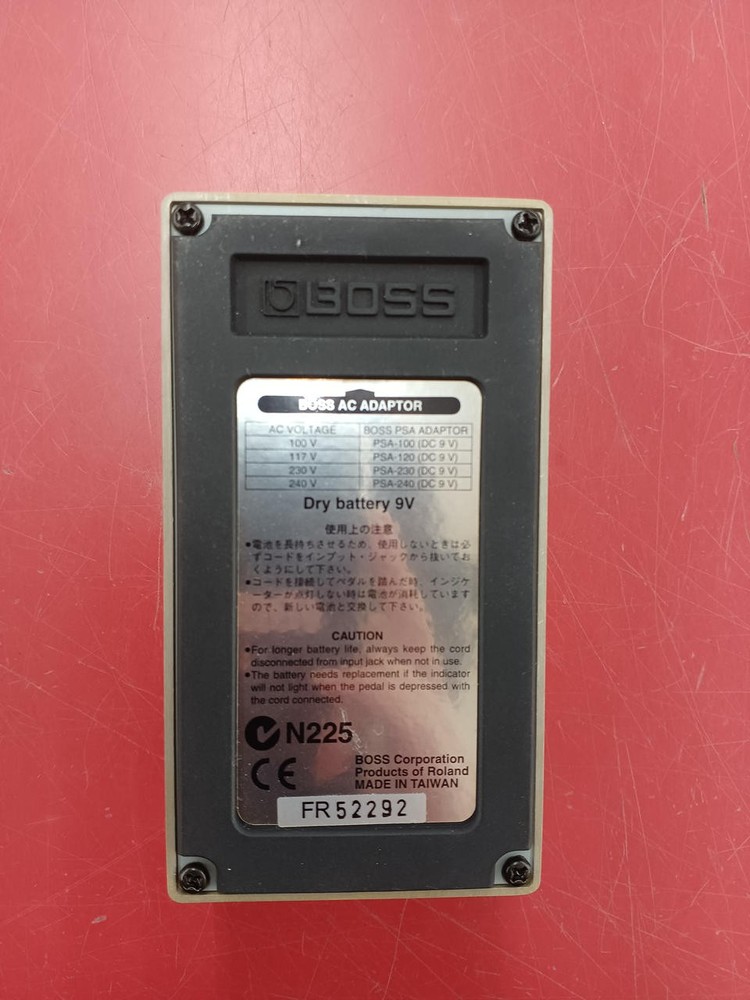 BOSS
BOSS AC ADAPTOR
AC VOLTAGE BOSS PSA ADAPTOR
100 V PSA-100 (DC 9 V)
117 V PSA-120 (DC 9 V)
230 V PSA-230 (DC 9 V)
240 V PSA-240 (DC 9 V)
Dry battery 9V
使用上の注意
●電池を長持ちさせるため、使用しないときは必
ずコードをインプット・ジャックから抜いてお
くようにして下さい。
●コードを接続してペダルを踏んだ時、インジケ
ーターが点灯しない時は電池が消耗しています
ので、新しい電池と交換して下さい。
CAUTION
●For longer battery life, always keep the cord
disconnected from input jack when not in use.
●The battery needs replacement if the indicator
will not light when the pedal is depressed with
the cord connected.
N225
CE
BOSS Corporation
Products of Roland
MADE IN TAIWAN
FR52292